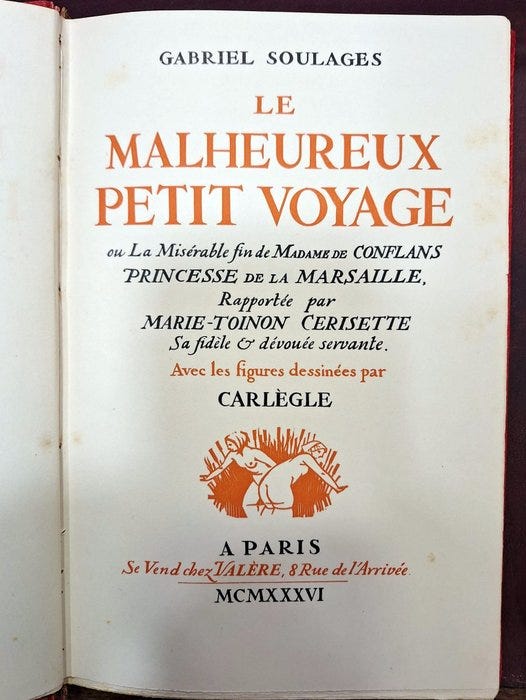 GABRIEL SOULAGES
LE
MALHEUREUX
PETIT VOYAGE
ou La Misérable fin de MADAME DE CONFLANS
PRINCESSE DE LA MARSAILLE,
Rapportée par
MARIE-TOINON CERISETTE
Sa fidèle & dévouée servante.
Avec les figures dessinées par
CARLÈGLE
A PARIS
Se Vend chez VALÈRE, 8 Rue de l'Arrivée.
MCMXXXVI